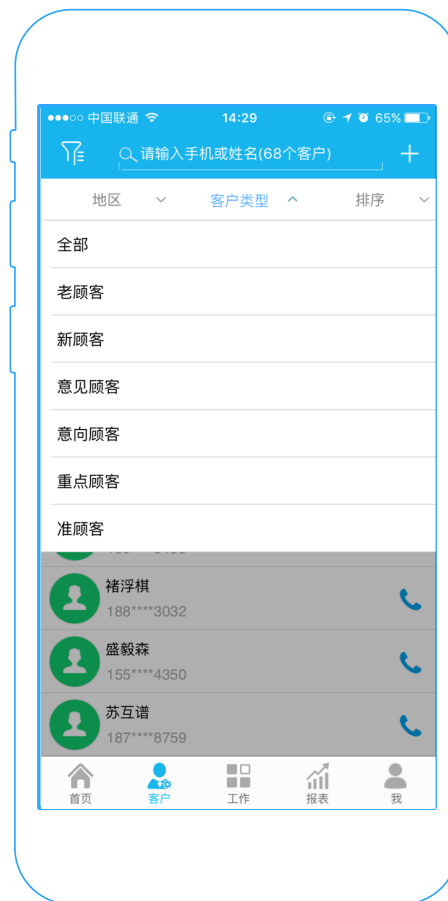 ●●●○○ 中国联通 14:29 65%
请输入手机或姓名(68个客户)
地区 客户类型 排序
全部
老顾客
新顾客
意见顾客
意向顾客
重点顾客
准顾客
褚浮棋
188****3032
盛毅森
155****4350
苏互谱
187****8759
首页 客户 工作 报表 我